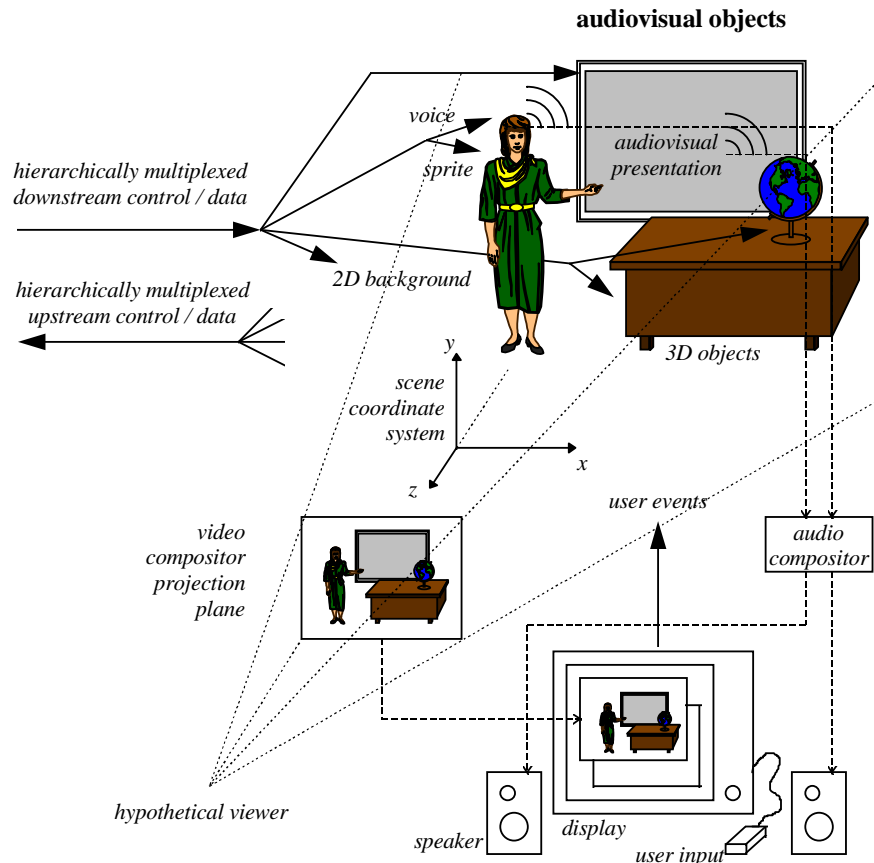 audiovisual objects
voice
sprite
audiovisual
presentation
hierarchically multiplexed
downstream control / data
2D background
hierarchically multiplexed
upstream control / data
3D objects
y
scene
coordinate
system
x
z
user events
video
compositor
projection
plane
audio
compositor
hypothetical viewer
speaker
display
user input